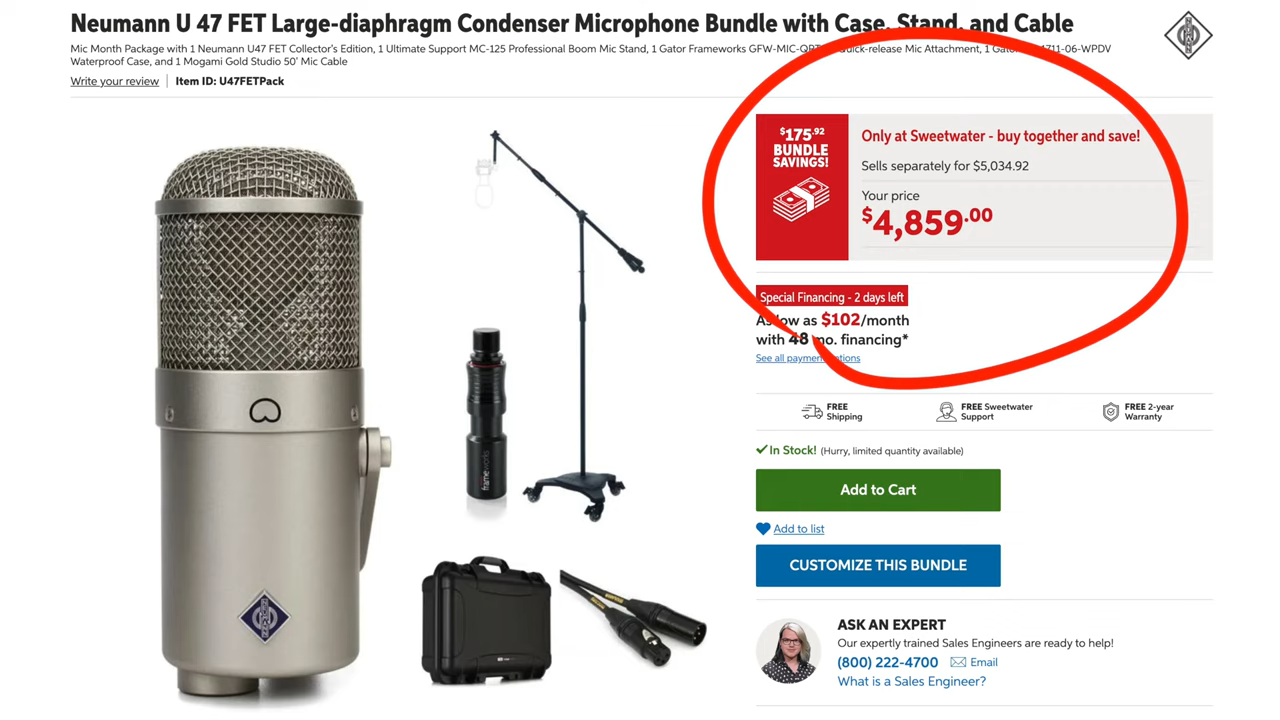 Neumann U 47 FET Large-diaphragm Condenser Microphone Bundle with Case, Stand, and Cable
Mic Month Package with 1 Neumann U47 FET Collector's Edition, 1 Ultimate Support MC-125 Professional Boom Mic Stand, 1 Gator Frameworks Quick-release Mic Attachment, 1 Gator
Waterproof Case, and 1 Mogami Gold Studio 50' Mic Cable
Write your review
Item ID: U47FETPack
$175.92
BUNDLE
SAVINGS!
Only at Sweetwater - buy together and save!
Sells separately for $5,034.92
Your price
$4,859.00
Special Financing - 2 days left
As low as $102/month
with 48 mo. financing*
See all payment options
FREE
Shipping
FREE Sweetwater
Support
FREE 2-year
Warranty
In Stock! (Hurry, limited quantity available)
Add to Cart
Add to list
CUSTOMIZE THIS BUNDLE
ASK AN EXPERT
Our expertly trained Sales Engineers are ready to help!
(800) 222-4700
Email
What is a Sales Engineer?
frameworks